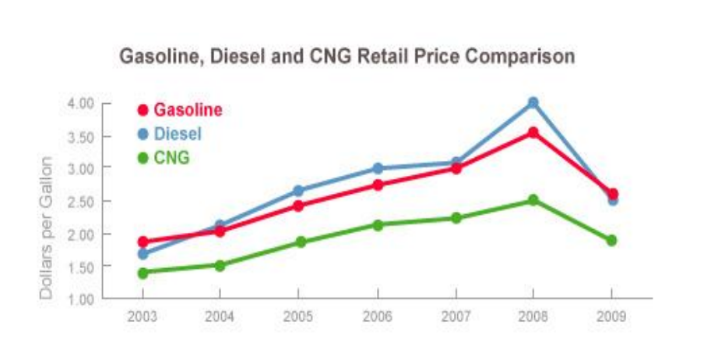 Gasoline, Diesel and CNG Retail Price Comparison
4.00
Gasoline
3.50
Diesel
CNG
3.00
2.50
2.00
1.50
1.00
Dollars per Gallon
2003 2004 2005 2006 2007 2008 2009